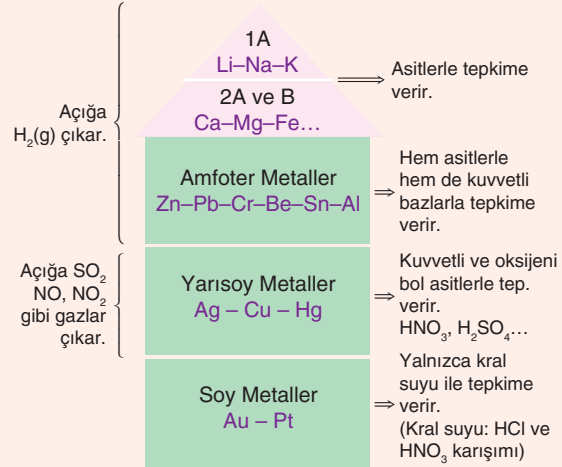 1A
Li–Na–K
2A ve B
Ca–Mg–Fe...
Asitlerle tepkime
verir.
Açığa
H₂(g) çıkar.
Amfoter Metaller
Zn–Pb–Cr–Be–Sn–Al
Hem asitlerle
hem de kuvvetli
bazlarla tepkime
verir.
Açığa SO₂
NO, NO₂
gibi gazlar
çıkar.
Yarısoy Metaller
Ag – Cu – Hg
Kuvvetli ve oksijeni
bol asitlerle tep.
verir.
HNO₃, H₂SO₄...
Soy Metaller
Au – Pt
Yalnızca kral
suyu ile tepkime
verir.
(Kral suyu: HCl ve
HNO₃ karışımı)